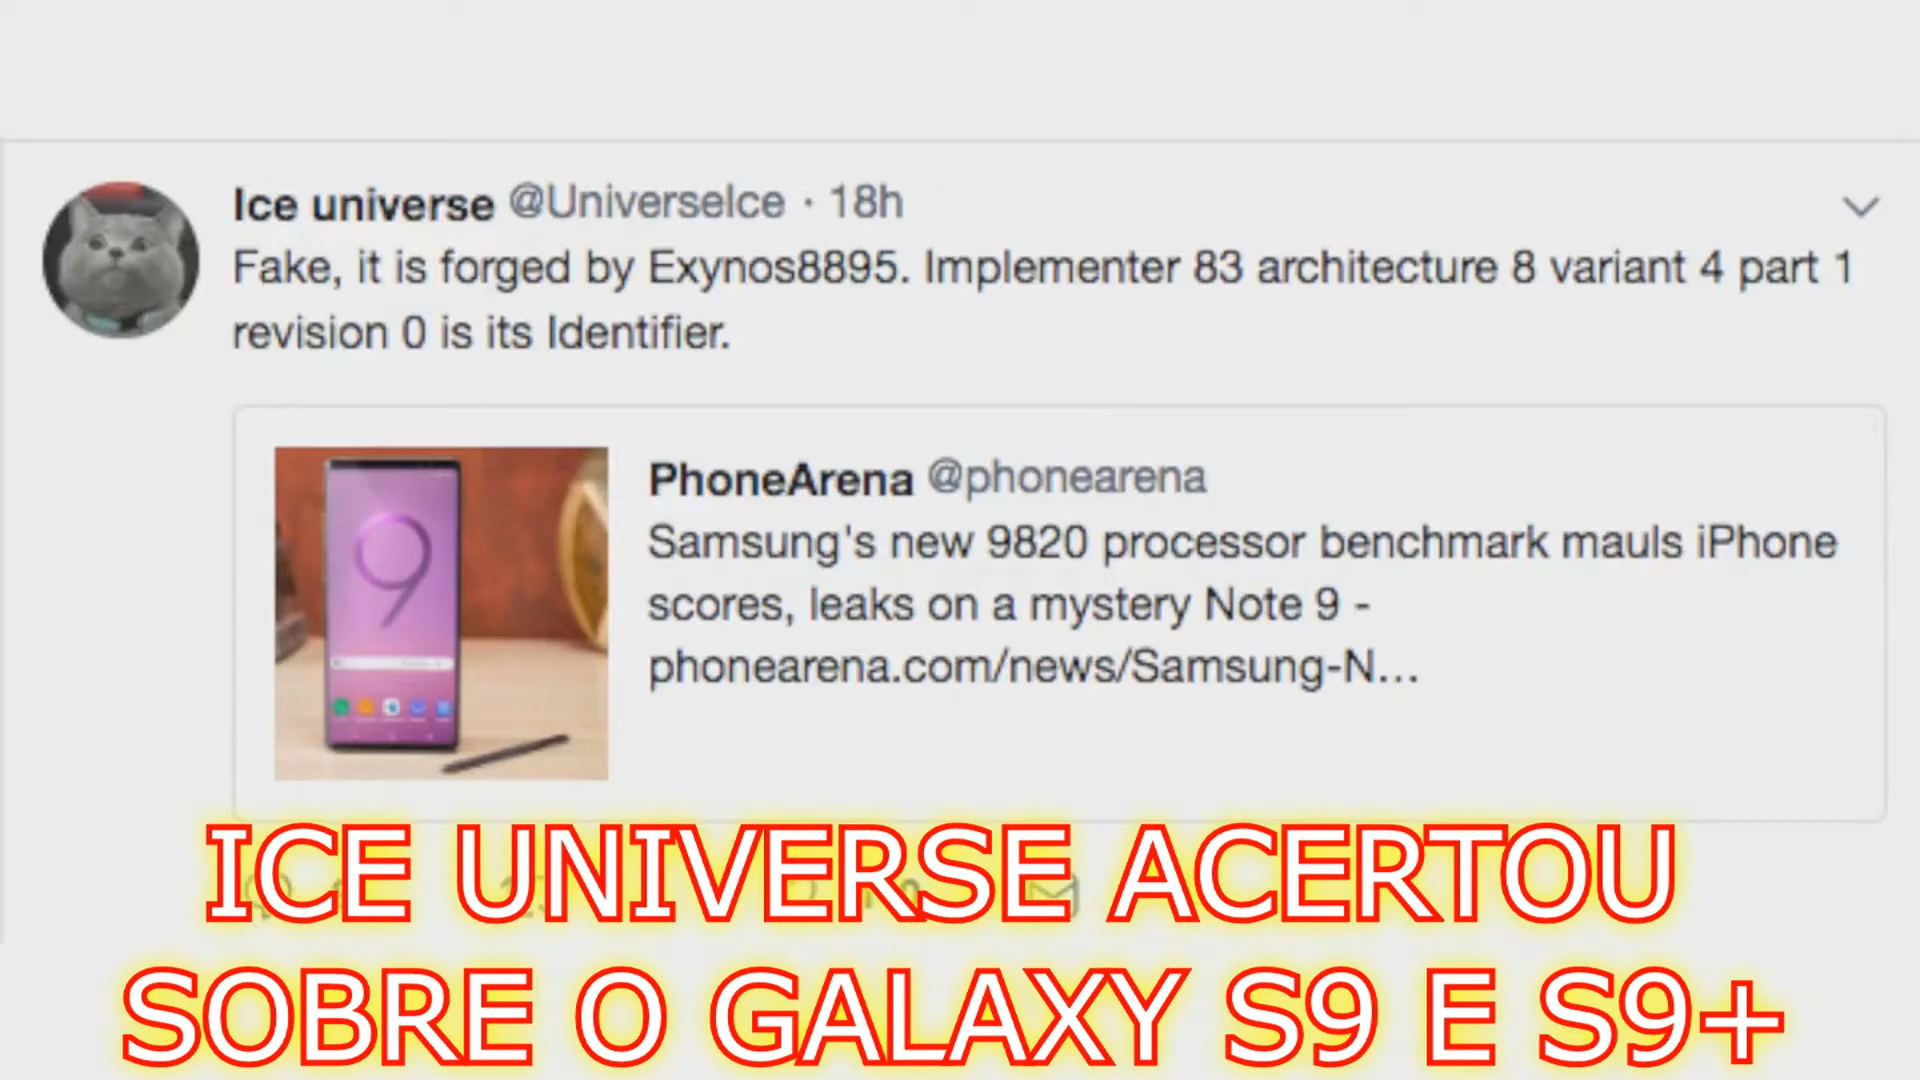 Ice universe @UniverseIce · 18h
Fake, it is forged by Exynos8895. Implementer 83 architecture 8 variant 4 part 1
revision 0 is its Identifier.
9
PhoneArena @phonearena
Samsung's new 9820 processor benchmark mauls iPhone
scores, leaks on a mystery Note 9 -
phonearena.com/news/Samsung-N...
ICE UNIVERSE ACERTOU
SOBRE O GALAXY S9 E S9+